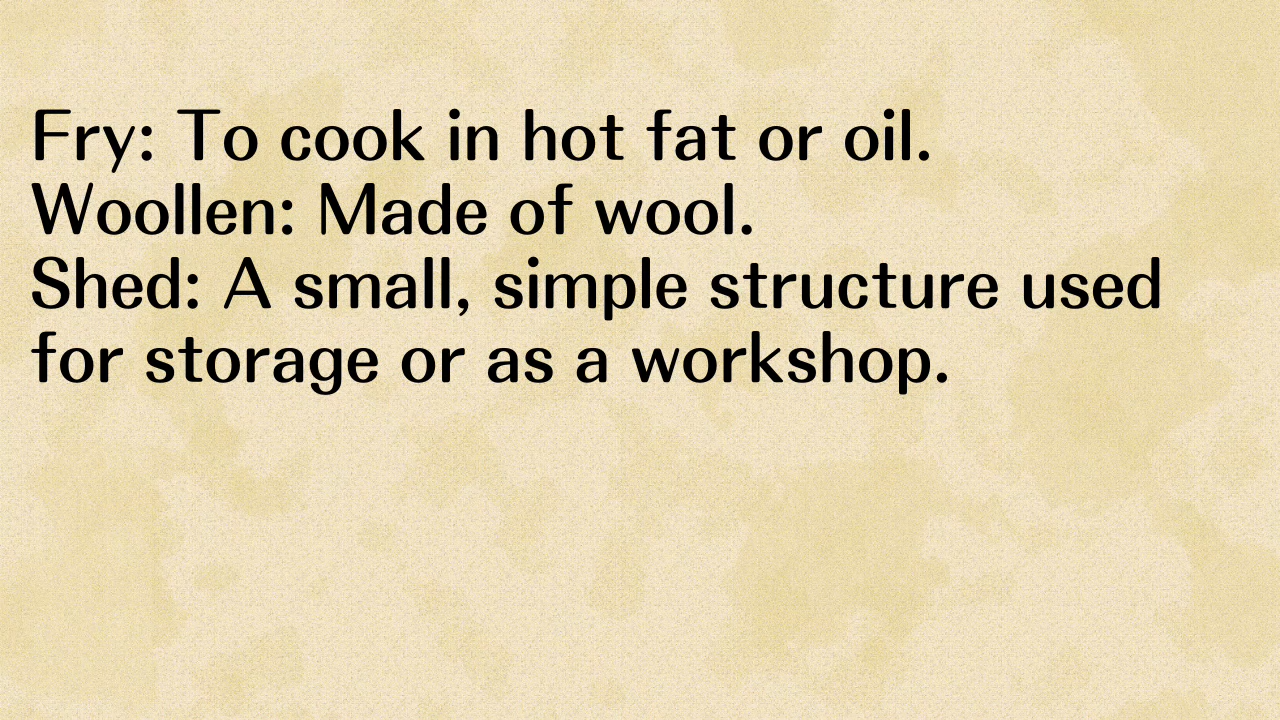 Fry: To cook in hot fat or oil.
Woollen: Made of wool.
Shed: A small, simple structure used
for storage or as a workshop.